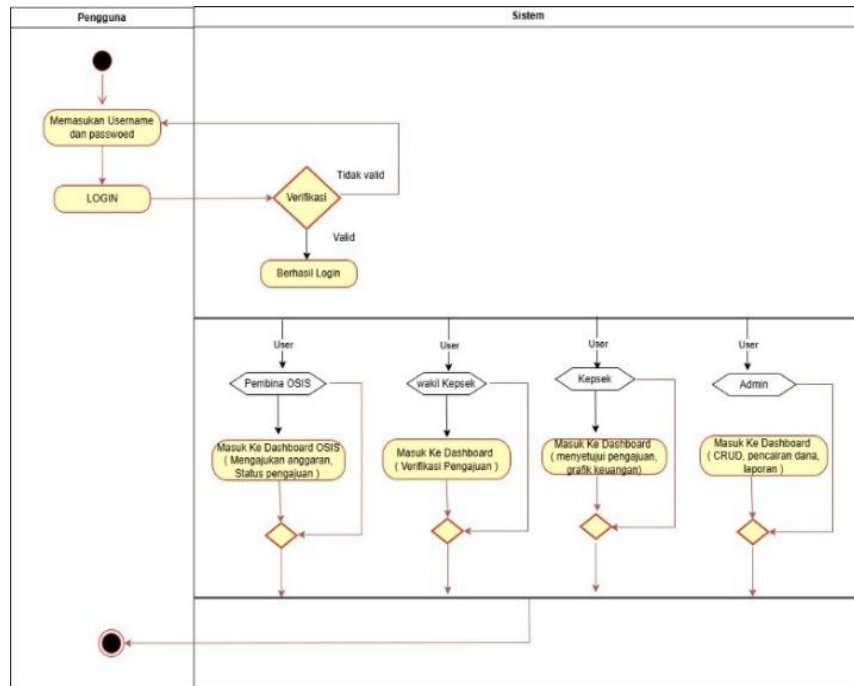 Pengguna
Sistem
Memasukan Username
dan passwoed
LOGIN
Verifikasi
Tidak valid
Valid
Berhasil Login
User
User
User
User
Pembina OSIS
wakil Kepsek
Kepsek
Admin
Masuk Ke Dashboard OSIS
( Mengajukan anggaran,
Status pengajuan )
Masuk Ke Dashboard
( Verifikasi Pengajuan )
Masuk Ke Dashboard
( menyetujui pengajuan,
grafik keuangan)
Masuk Ke Dashboard
( CRUD, pencairan dana,
laporan )